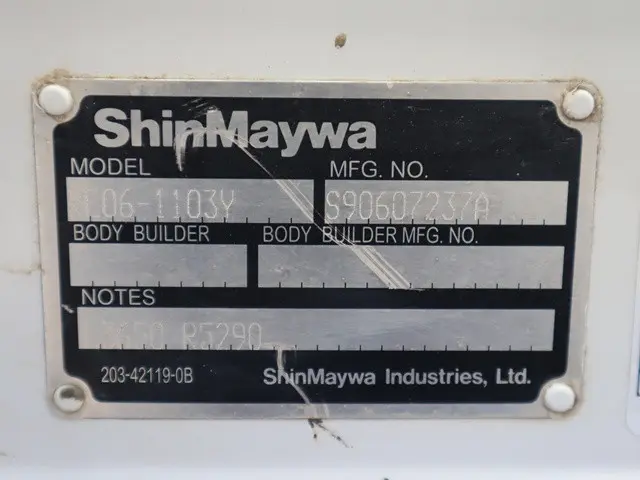 ShinMaywa
MODEL MFG. NO.
L06-1103Y S90607237A
BODY BUILDER BODY BUILDER MFG. NO.
NOTES
R5290
203-42119-0B ShinMaywa Industries, Ltd.